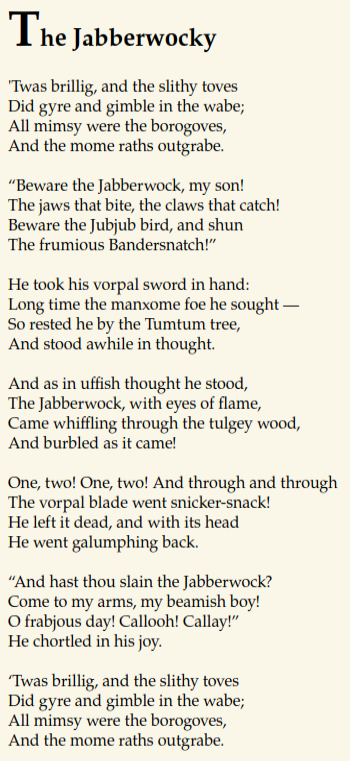 The Jabberwocky
'Twas brillig, and the slithy toves
Did gyre and gimble in the wabe;
All mimsy were the borogoves,
And the mome raths outgrabe.
“Beware the Jabberwock, my son!
The jaws that bite, the claws that catch!
Beware the Jubjub bird, and shun
The frumious Bandersnatch!”
He took his vorpal sword in hand:
Long time the manxome foe he sought —
So rested he by the Tumtum tree,
And stood awhile in thought.
And as in uffish thought he stood,
The Jabberwock, with eyes of flame,
Came whiffling through the tulgey wood,
And burbled as it came!
One, two! One, two! And through and through
The vorpal blade went snicker-snack!
He left it dead, and with its head
He went galumphing back.
“And hast thou slain the Jabberwock?
Come to my arms, my beamish boy!
O frabjous day! Callooh! Callay!”
He chortled in his joy.
‘Twas brillig, and the slithy toves
Did gyre and gimble in the wabe;
All mimsy were the borogoves,
And the mome raths outgrabe.